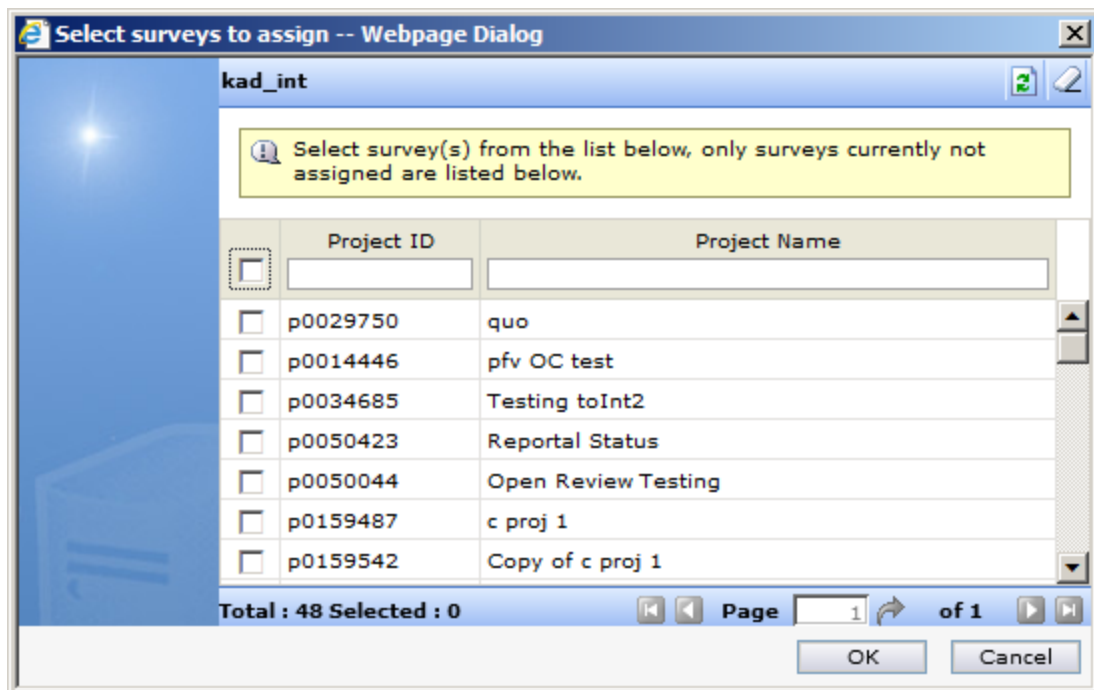 Select surveys to assign -- Webpage Dialog
kad_int
Select survey(s) from the list below, only surveys currently not
assigned are listed below.
Project ID Project Name
p0029750 quo
p0014446 pfv OC test
p0034685 Testing toInt2
p0050423 Reportal Status
p0050044 Open Review Testing
p0159487 c proj 1
p0159542 Copy of c proj 1
Total : 48 Selected : 0 Page 1 of 1
OK Cancel